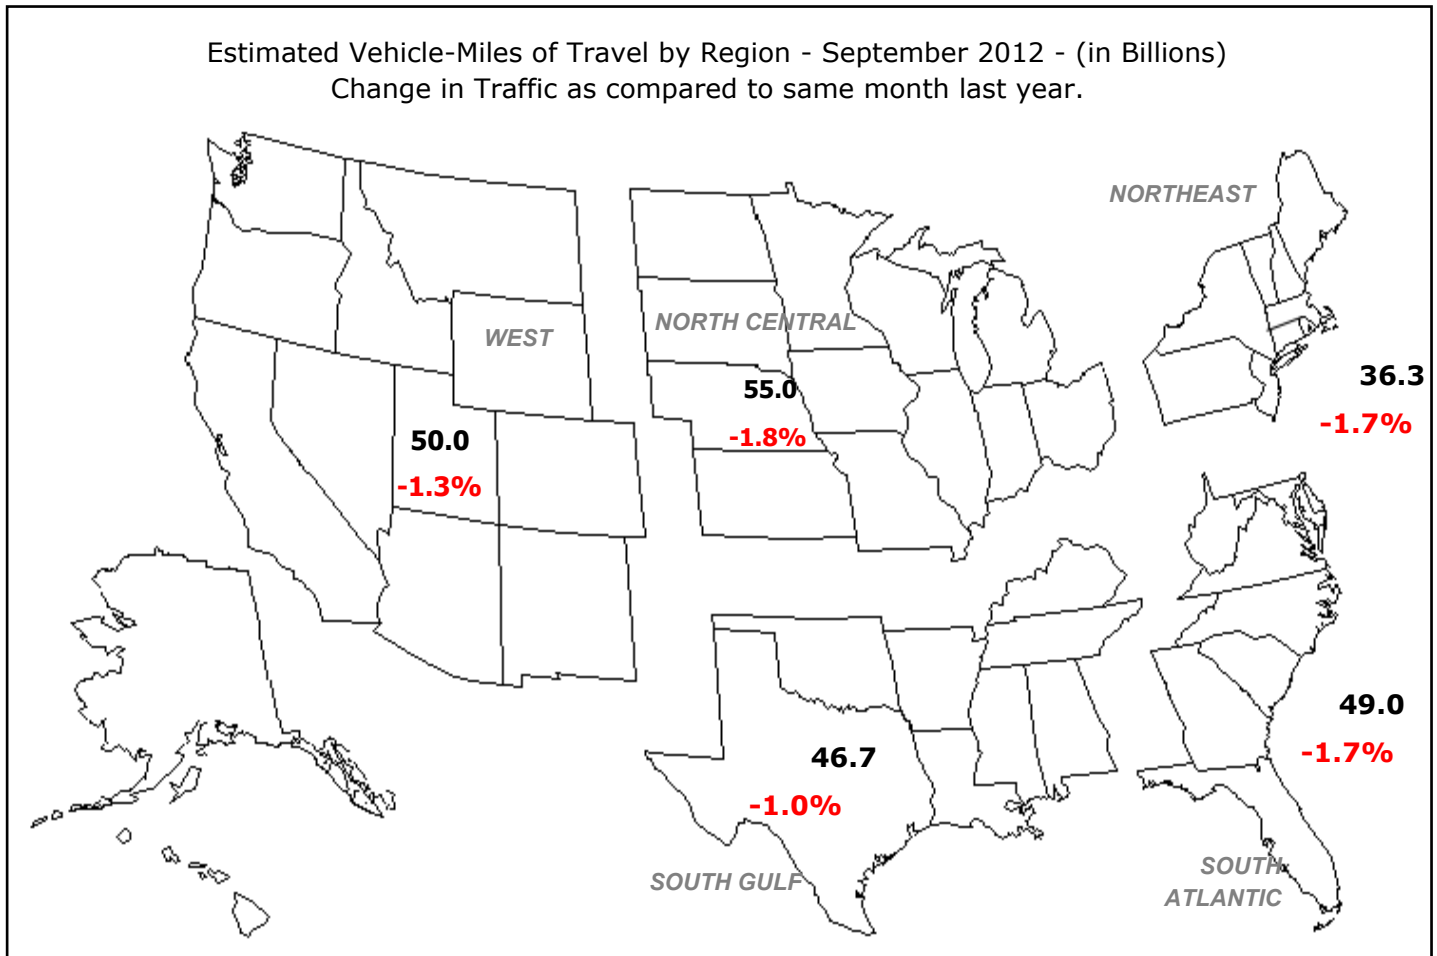 Estimated Vehicle-Miles of Travel by Region - September 2012 - (in Billions)
Change in Traffic as compared to same month last year.
NORTHEAST
WEST
NORTH CENTRAL
36.3
-1.7%
55.0
-1.8%
50.0
-1.3%
49.0
-1.7%
46.7
-1.0%
SOUTH GULF
SOUTH
ATLANTIC